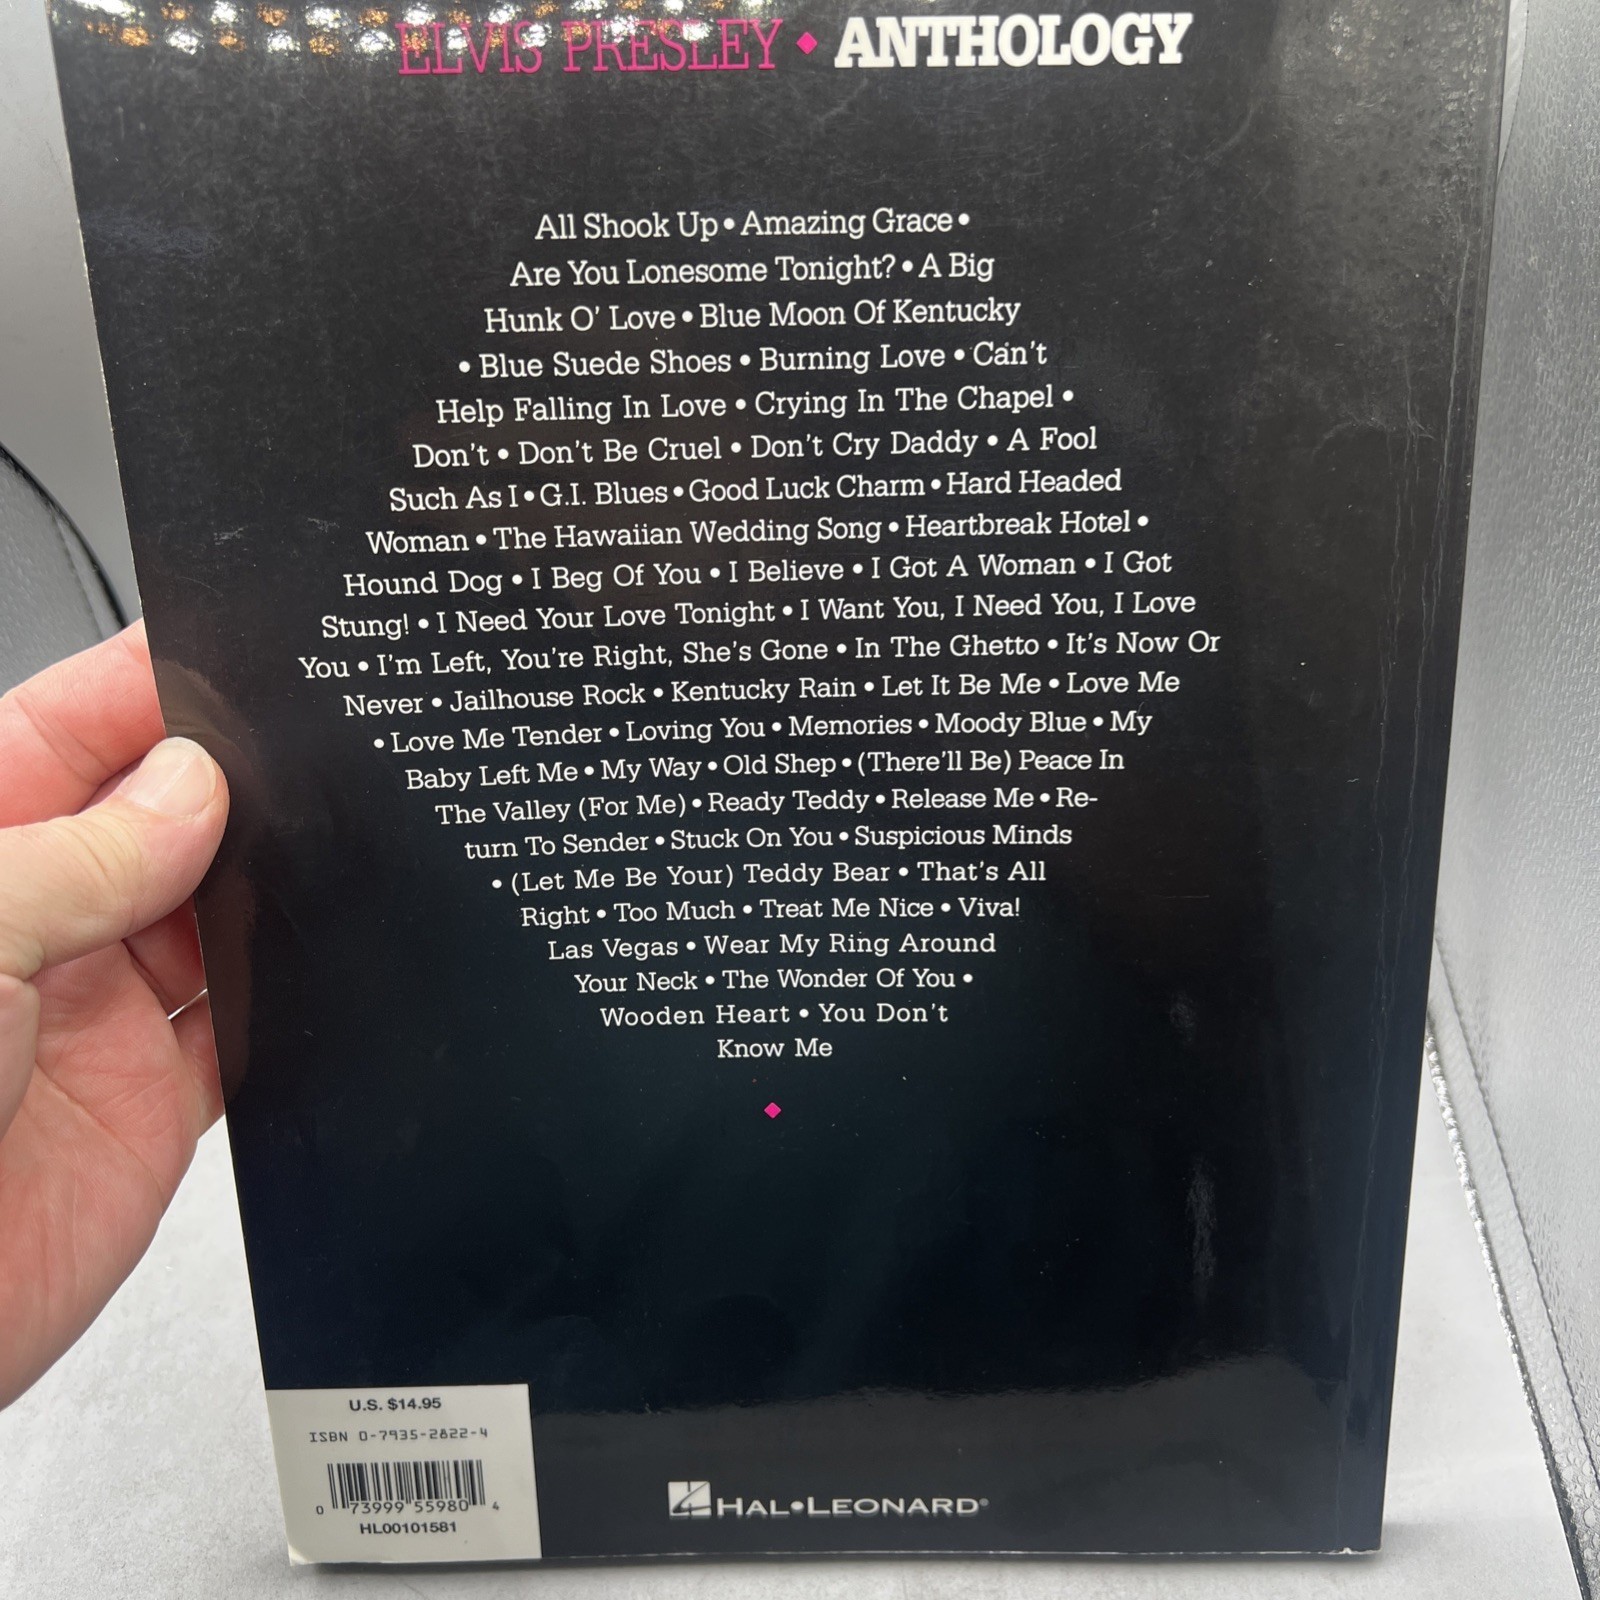 ELVIS PRESLEY ◆ ANTHOLOGY
All Shook Up • Amazing Grace •
Are You Lonesome Tonight? • A Big
Hunk O' Love • Blue Moon Of Kentucky
• Blue Suede Shoes • Burning Love • Can't
Help Falling In Love • Crying In The Chapel •
Don't • Don't Be Cruel • Don't Cry Daddy • A Fool
Such As I • G.I. Blues • Good Luck Charm • Hard Headed
Woman • The Hawaiian Wedding Song • Heartbreak Hotel •
Hound Dog • I Beg Of You • I Believe • I Got A Woman • I Got
Stung! • I Need Your Love Tonight • I Want You, I Need You, I Love
You • I'm Left, You're Right, She's Gone • In The Ghetto • It's Now Or
Never • Jailhouse Rock • Kentucky Rain • Let It Be Me • Love Me
• Love Me Tender • Loving You • Memories • Moody Blue • My
Baby Left Me • My Way • Old Shep • (There'll Be) Peace In
The Valley (For Me) • Ready Teddy • Release Me • Re-
turn To Sender • Stuck On You • Suspicious Minds
• (Let Me Be Your) Teddy Bear • That's All
Right • Too Much • Treat Me Nice • Viva!
Las Vegas • Wear My Ring Around
Your Neck • The Wonder Of You •
Wooden Heart • You Don't
Know Me
U.S. $14.95
ISBN 0-7935-2822-4
0 73999 55980 4
HL00101581
HAL•LEONARD®